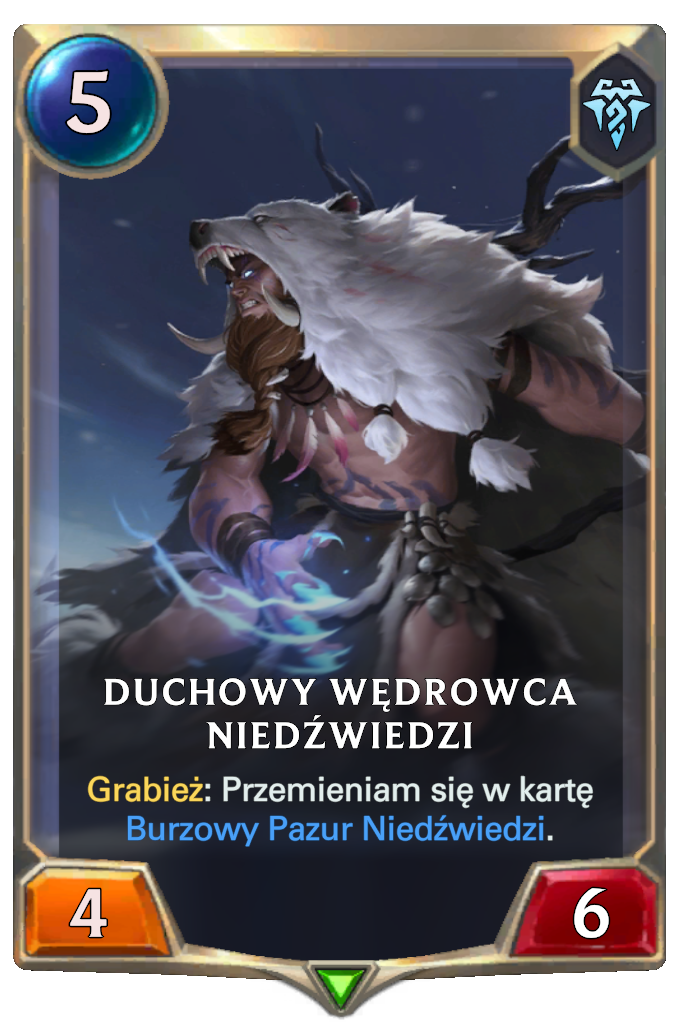 5
DUCHOWY WĘDROWCA
NIEDŹWIEDZI
Grabież: Przemieniam się w kartę
Burzowy Pazur Niedźwiedzi.
4
6